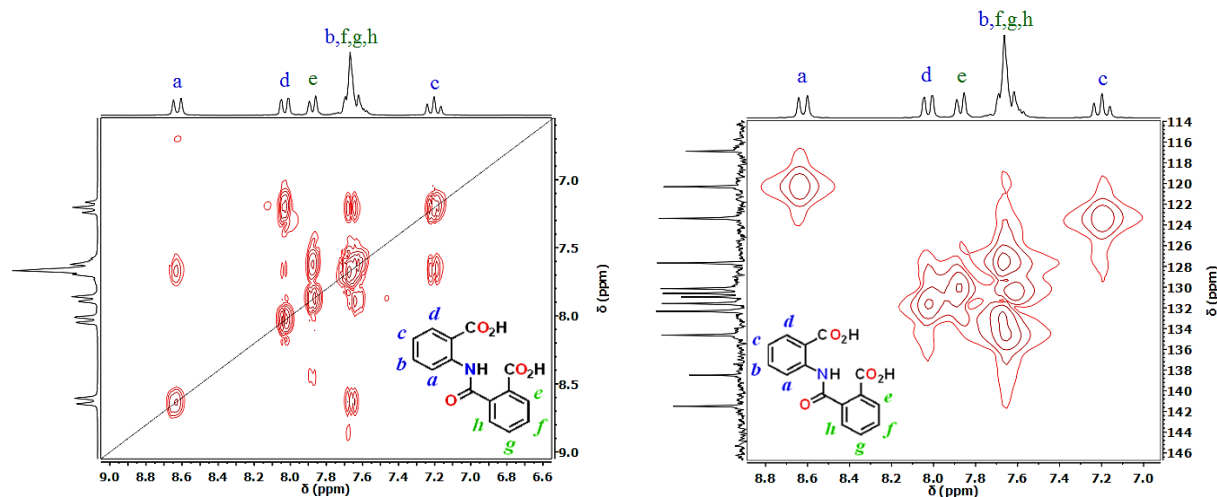 b,f,g,h
a
d
e
c
7.0
7.5
8.0
8.5
9.0
δ (ppm)
9.0 8.8 8.6 8.4 8.2 8.0 7.8 7.6 7.4 7.2 7.0 6.8 6.6
δ (ppm)
d
CO2H
c
b
a
NH
CO2H
O
e
h
f
g
b,f,g,h
a
d
e
c
114
116
118
120
122
124
126
128
130
132
134
136
138
140
142
144
146
δ (ppm)
8.8 8.6 8.4 8.2 8.0 7.8 7.6 7.4 7.2 7.0
δ (ppm)
d
CO2H
c
b
a
NH
CO2H
O
e
h
f
g